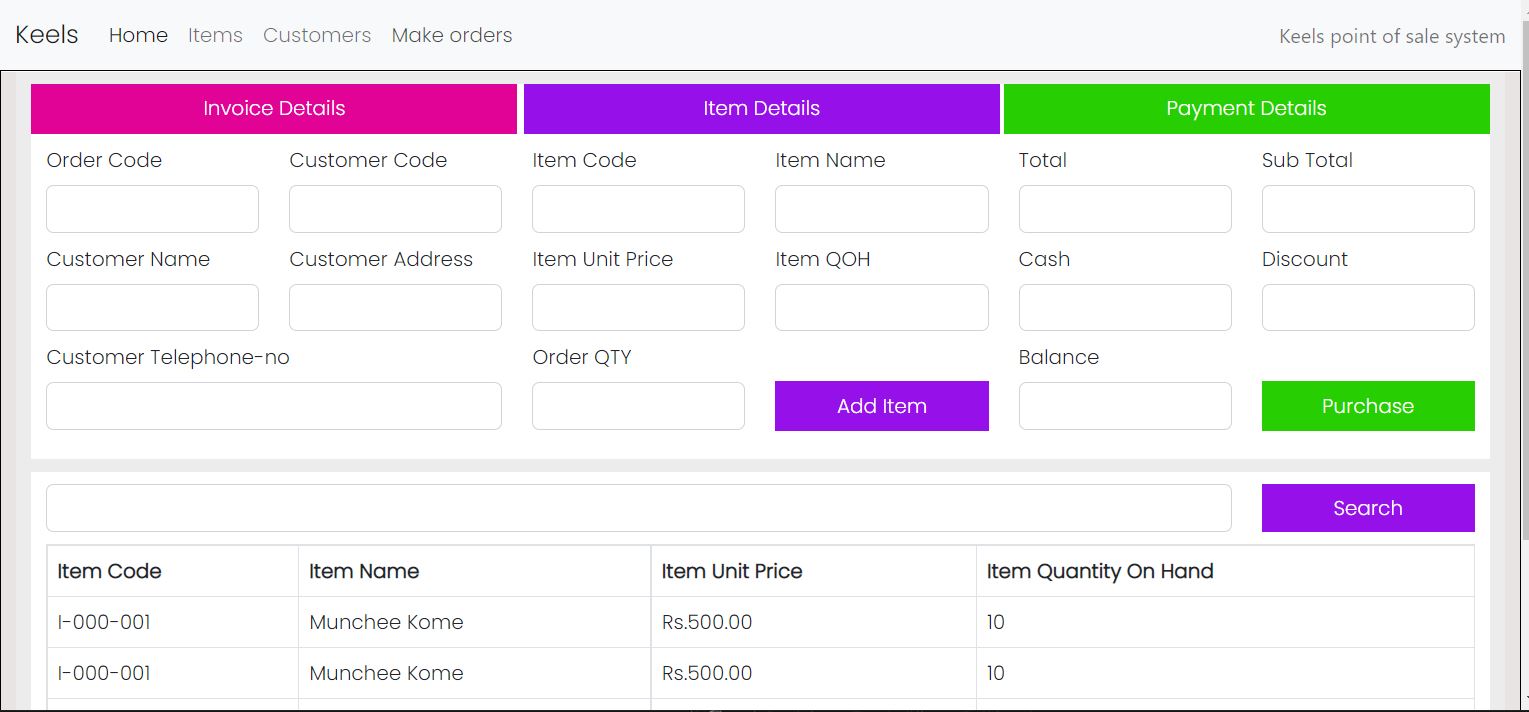 Keels Home Items Customers Make orders Keels point of sale system
Invoice Details Item Details Payment Details
Order Code Customer Code Item Code Item Name Total Sub Total
Customer Name Customer Address Item Unit Price Item QOH Cash Discount
Customer Telephone-no Order QTY Balance
Add Item Purchase
Search
Item Code Item Name Item Unit Price Item Quantity On Hand
I-000-001 Munchee Kome Rs.500.00 10
I-000-001 Munchee Kome Rs.500.00 10